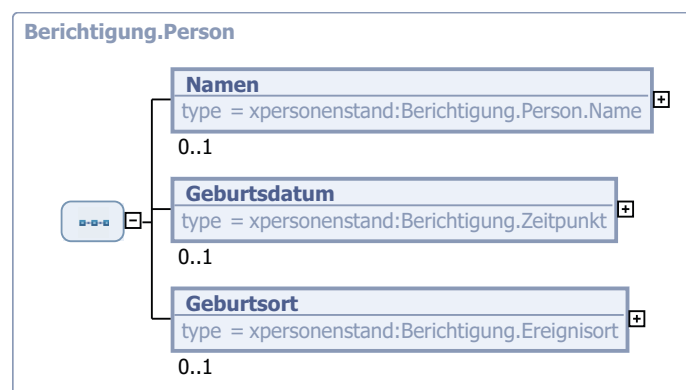 Berichtigung.Person
Namen
type = xpersonenstand:Berichtigung.Person.Name
0..1
Geburtsdatum
type = xpersonenstand:Berichtigung.Zeitpunkt
0..1
Geburtsort
type = xpersonenstand:Berichtigung.Ereignisort
0..1